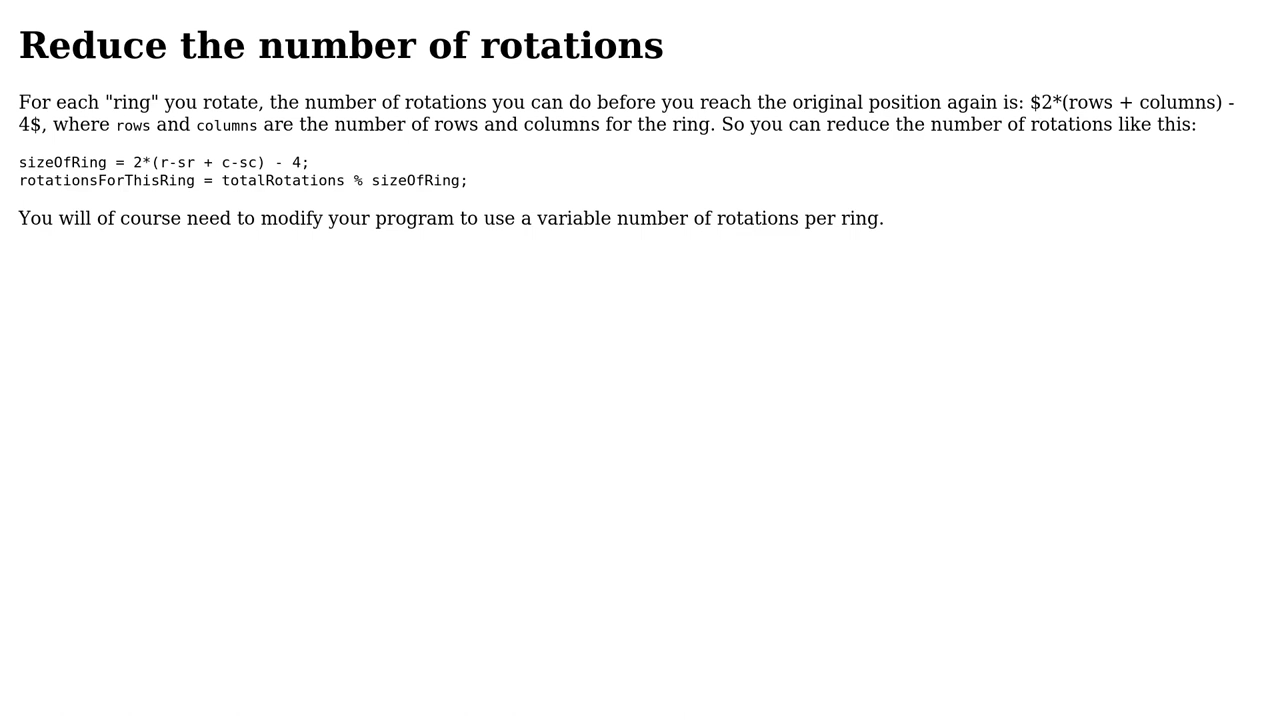 Reduce the number of rotations
For each "ring" you rotate, the number of rotations you can do before you reach the original position again is: $2*(rows + columns) -
4$, where rows and columns are the number of rows and columns for the ring. So you can reduce the number of rotations like this:
sizeOfRing = 2*(r-sr + c-sc) - 4;
rotationsForThisRing = totalRotations % sizeOfRing;
You will of course need to modify your program to use a variable number of rotations per ring.